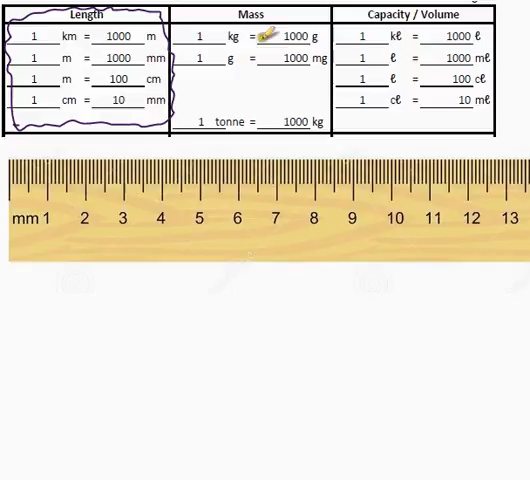 Length Mass Capacity / Volume
1 km = 1000 m 1 kg = 1000 g 1 kℓ = 1000 ℓ
1 m = 1000 mm 1 g = 1000 mg 1 ℓ = 1000 mℓ
1 m = 100 cm 1 ℓ = 100 cℓ
1 cm = 10 mm 1 cℓ = 10 mℓ
1 tonne = 1000 kg
mm 1 2 3 4 5 6 7 8 9 10 11 12 13